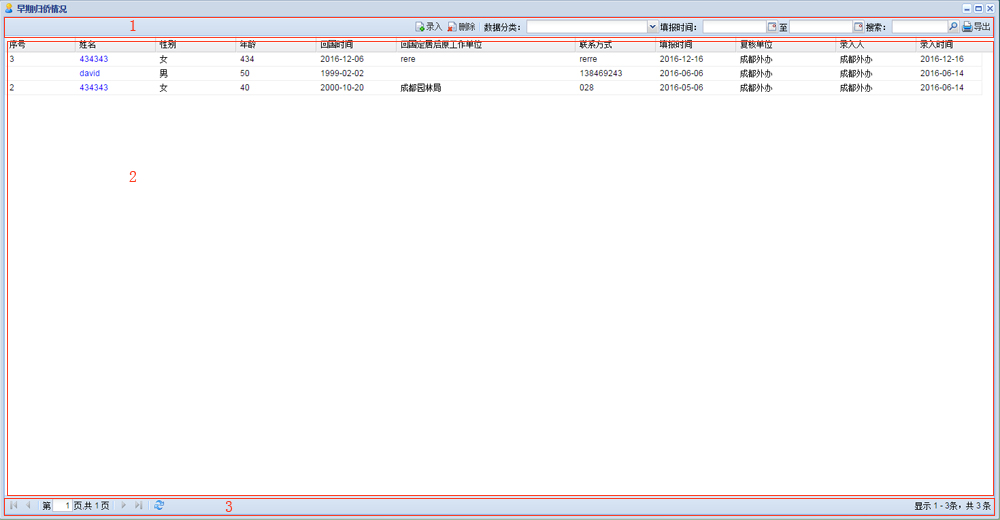 早期归侨情况
1 录入 删除 数据分类: 填报时间: 至 搜索: 导出
序号 姓名 性别 年龄 回国时间 回国定居后原工作单位 联系方式 填报时间 复核单位 录入人 录入时间
3 434343 女 434 2016-12-06 rere rerre 2016-12-16 成都外办 成都外办 2016-12-16
david 男 50 1999-02-02 138469243 2016-06-06 成都外办 成都外办 2016-06-14
2 434343 女 40 2000-10-20 成都园林局 028 2016-05-06 成都外办 成都外办 2016-06-14
2
第 1 页,共 1 页 3 显示 1 - 3条，共 3 条